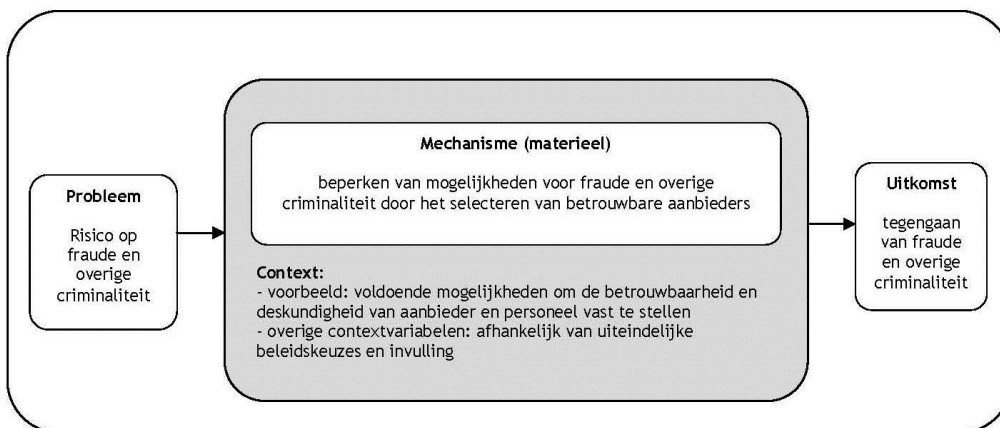 Probleem
Risico op
fraude en
overige
criminaliteit
Mechanisme (materieel)
beperken van mogelijkheden voor fraude en overige
criminaliteit door het selecteren van betrouwbare aanbieders
Context:
- voorbeeld: voldoende mogelijkheden om de betrouwbaarheid en
deskundigheid van aanbieder en personeel vast te stellen
- overige contextvariabelen: afhankelijk van uiteindelijke
beleidskeuzes en invulling
Uitkomst
tegengaan
van fraude
en overige
criminaliteit